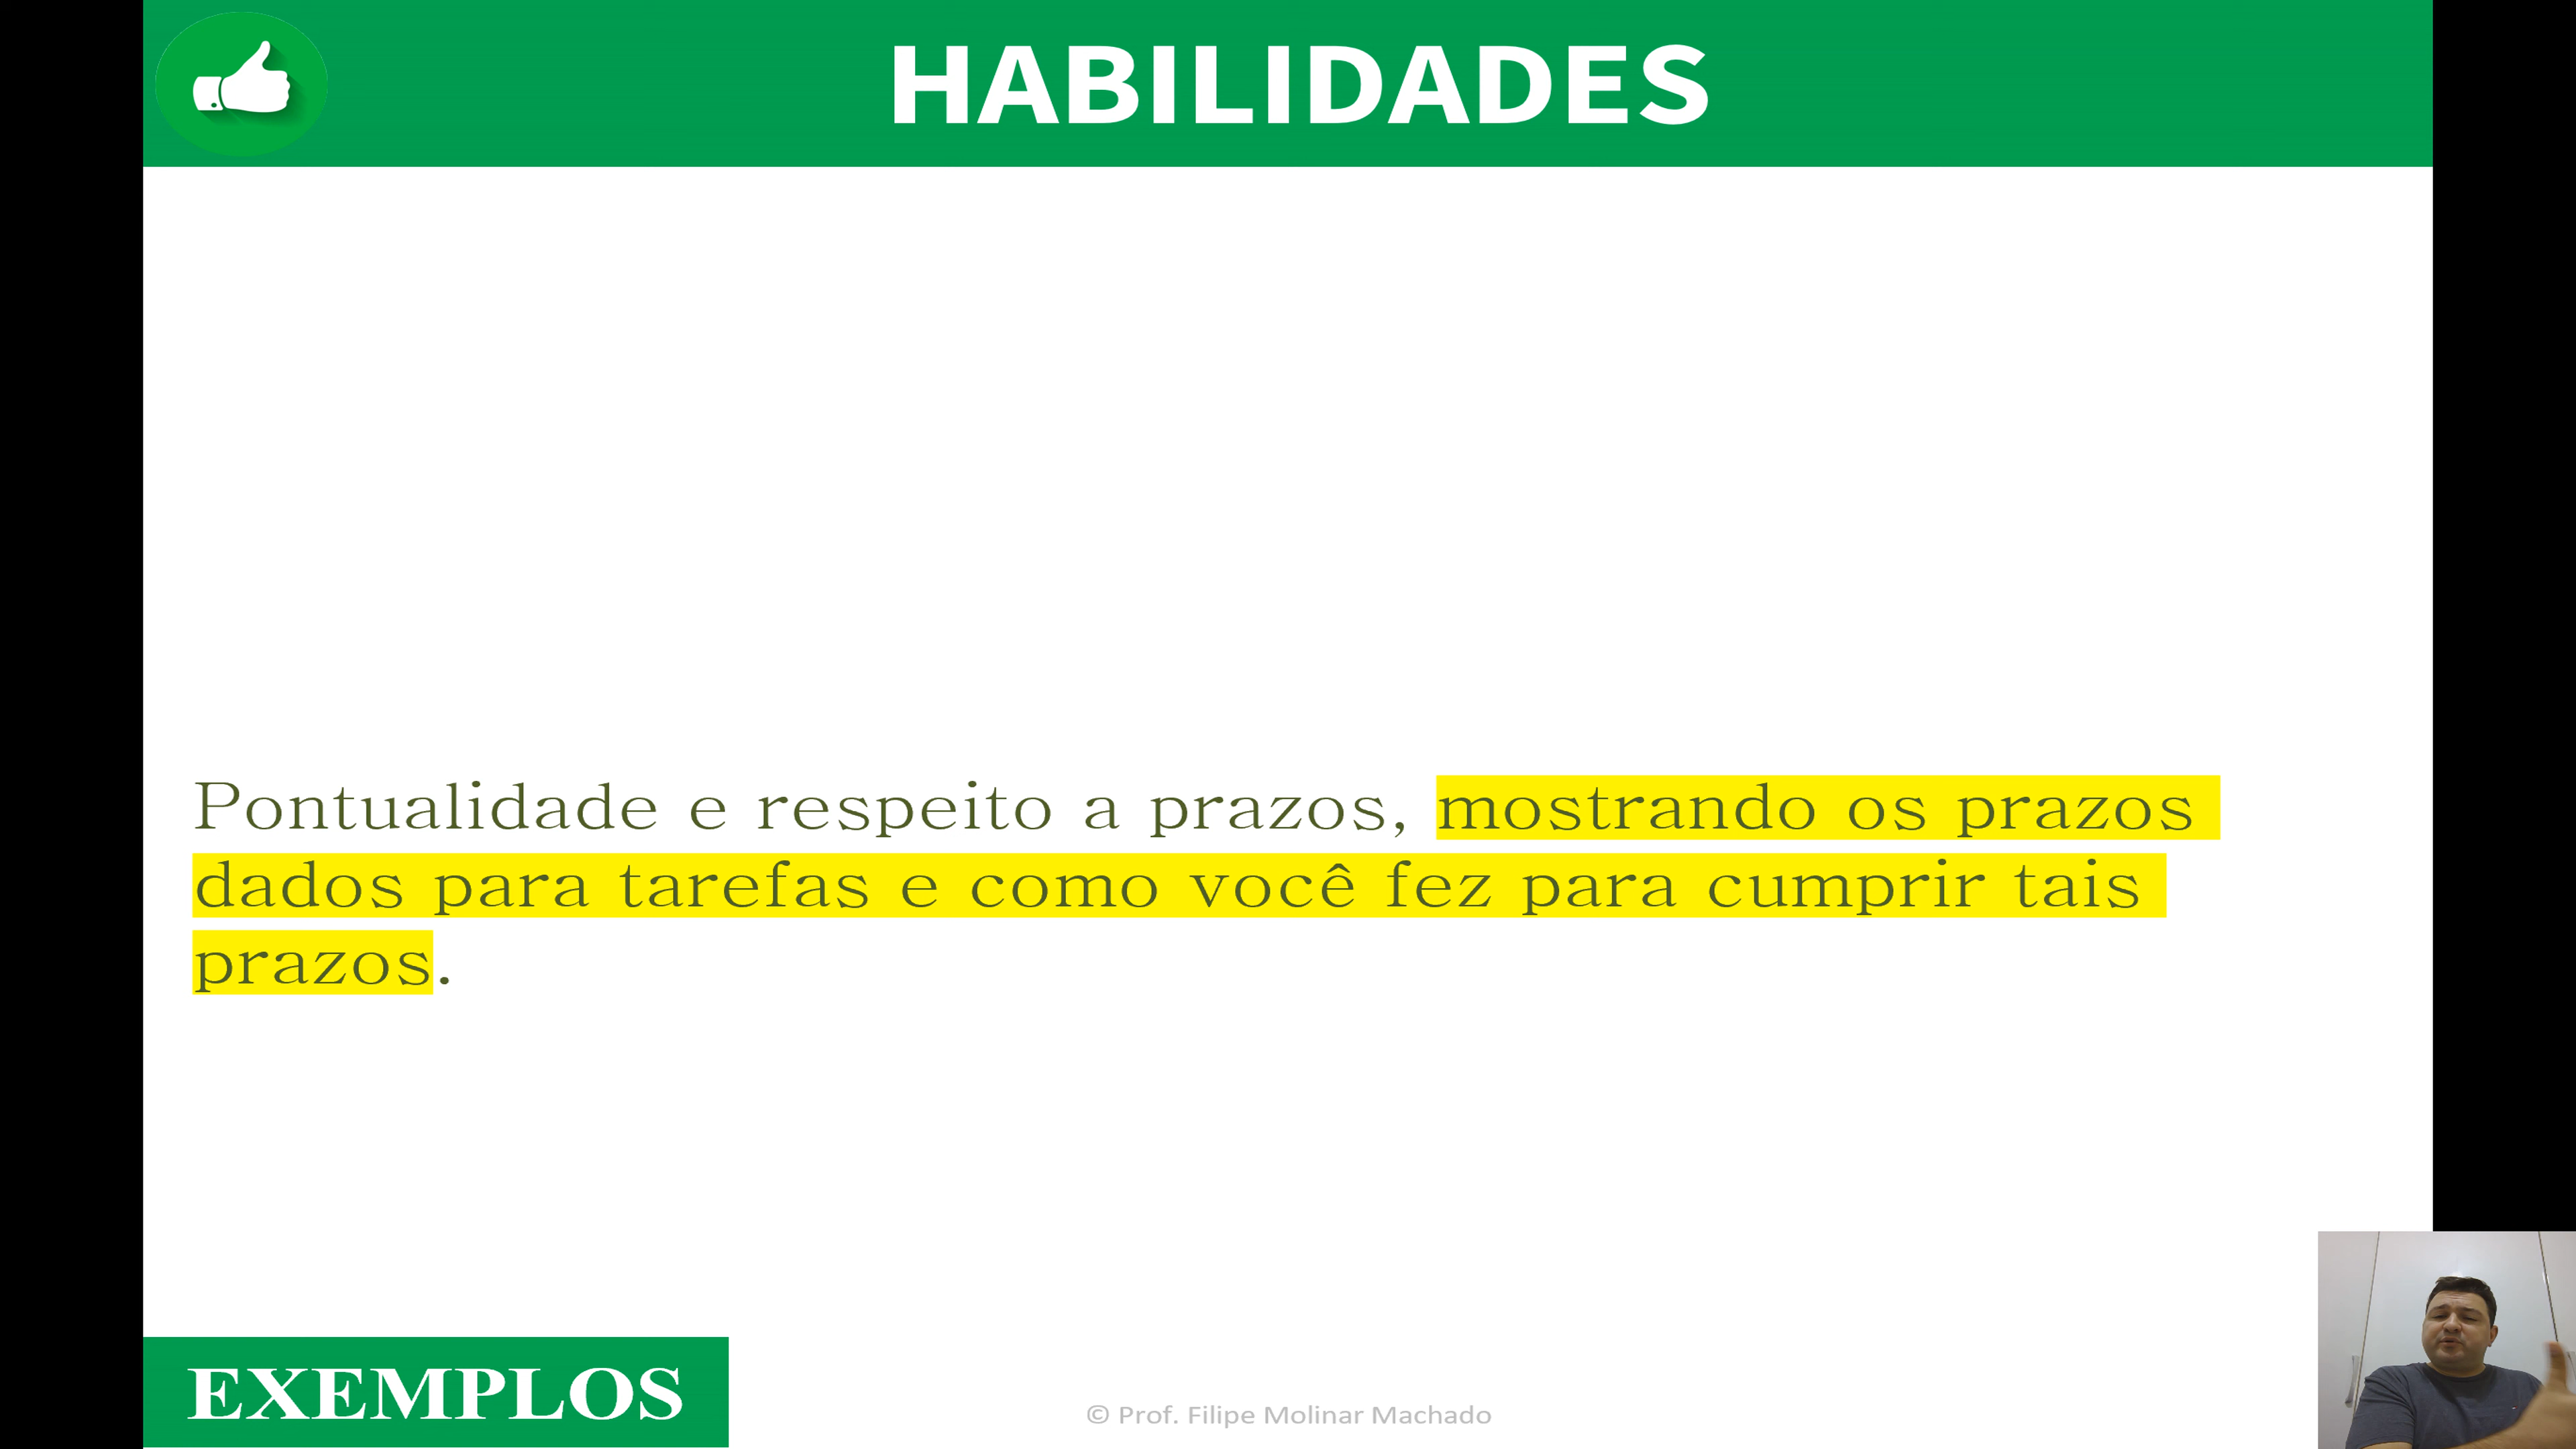 HABILIDADES
Pontualidade e respeito a prazos, mostrando os prazos
dados para tarefas e como você fez para cumprir tais
prazos.
EXEMPLOS
© Prof. Filipe Molinar Machado